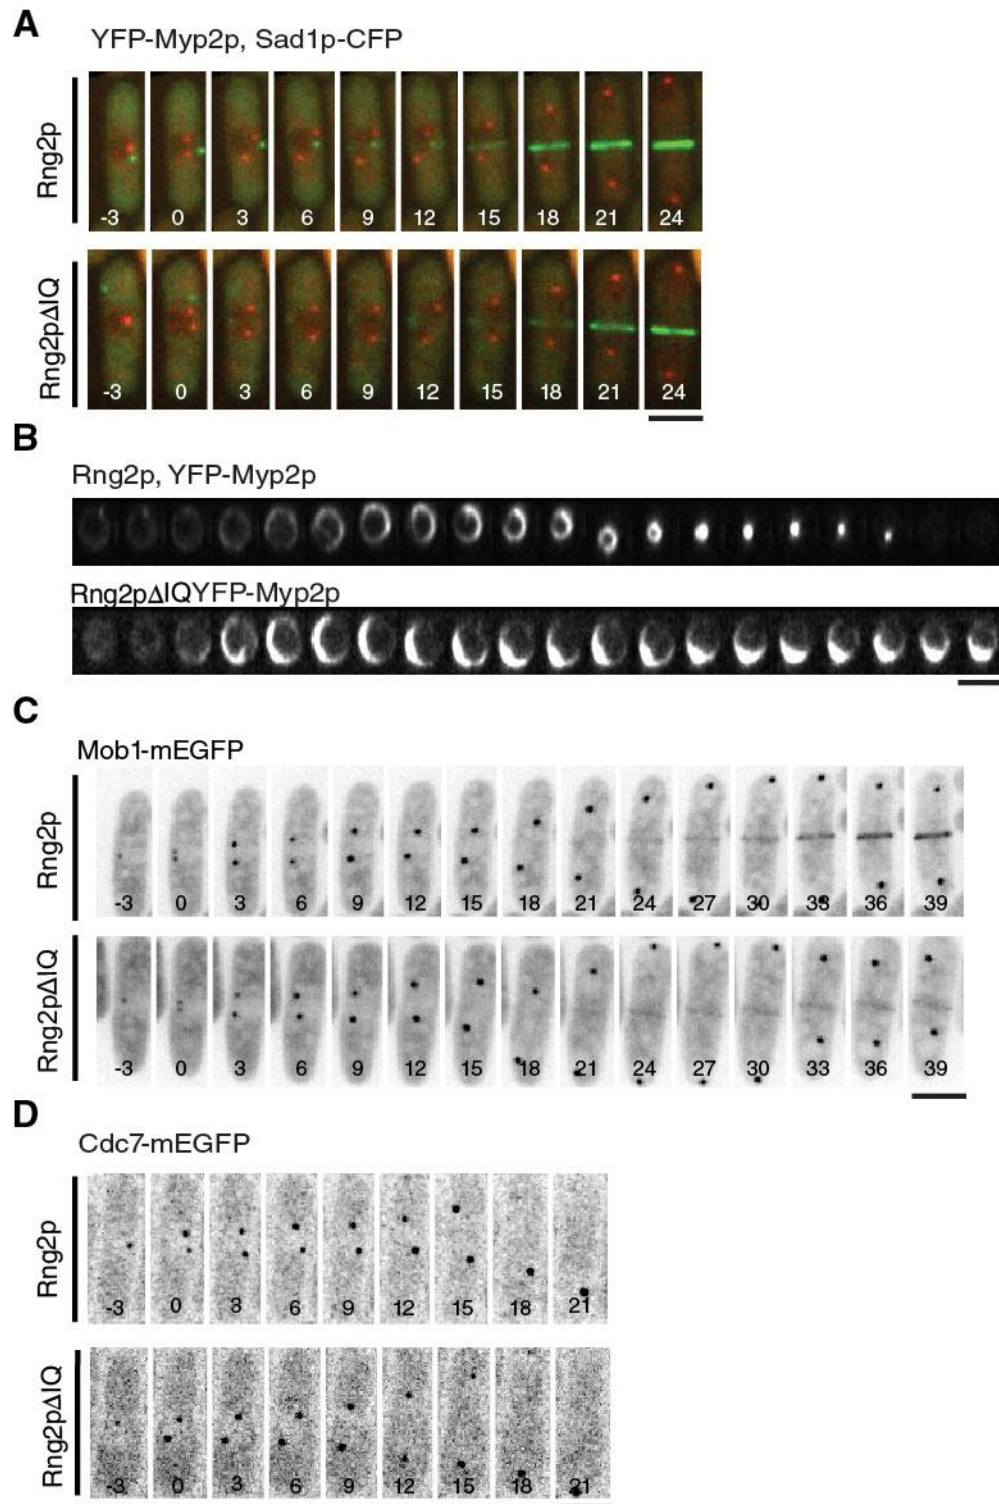 A
YFP-Myp2p, Sad1p-CFP
Rng2p
-3 0 3 6 9 12 15 18 21 24
Rng2pΔIQ
-3 0 3 6 9 12 15 18 21 24
B
Rng2p, YFP-Myp2p
Rng2pΔIQYFP-Myp2p
C
Mob1-mEGFP
Rng2p
-3 0 3 6 9 12 15 18 21 24 27 30 33 36 39
Rng2pΔIQ
-3 0 3 6 9 12 15 18 21 24 27 30 33 36 39
D
Cdc7-mEGFP
Rng2p
-3 0 3 6 9 12 15 18 21
Rng2pΔIQ
-3 0 3 6 9 12 15 18 21